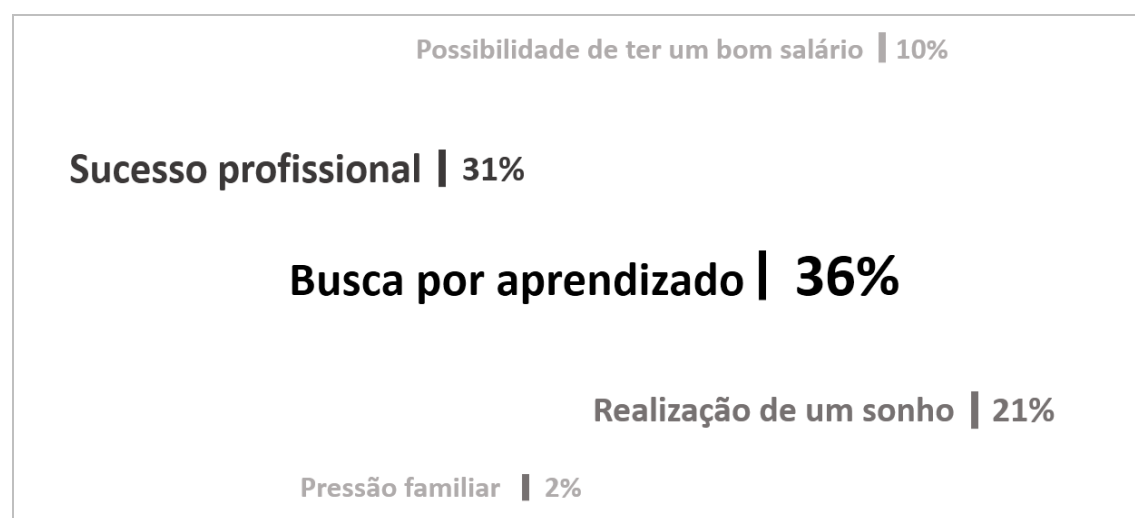 Possibilidade de ter um bom salário | 10%
Sucesso profissional | 31%
Busca por aprendizado | 36%
Realização de um sonho | 21%
Pressão familiar | 2%